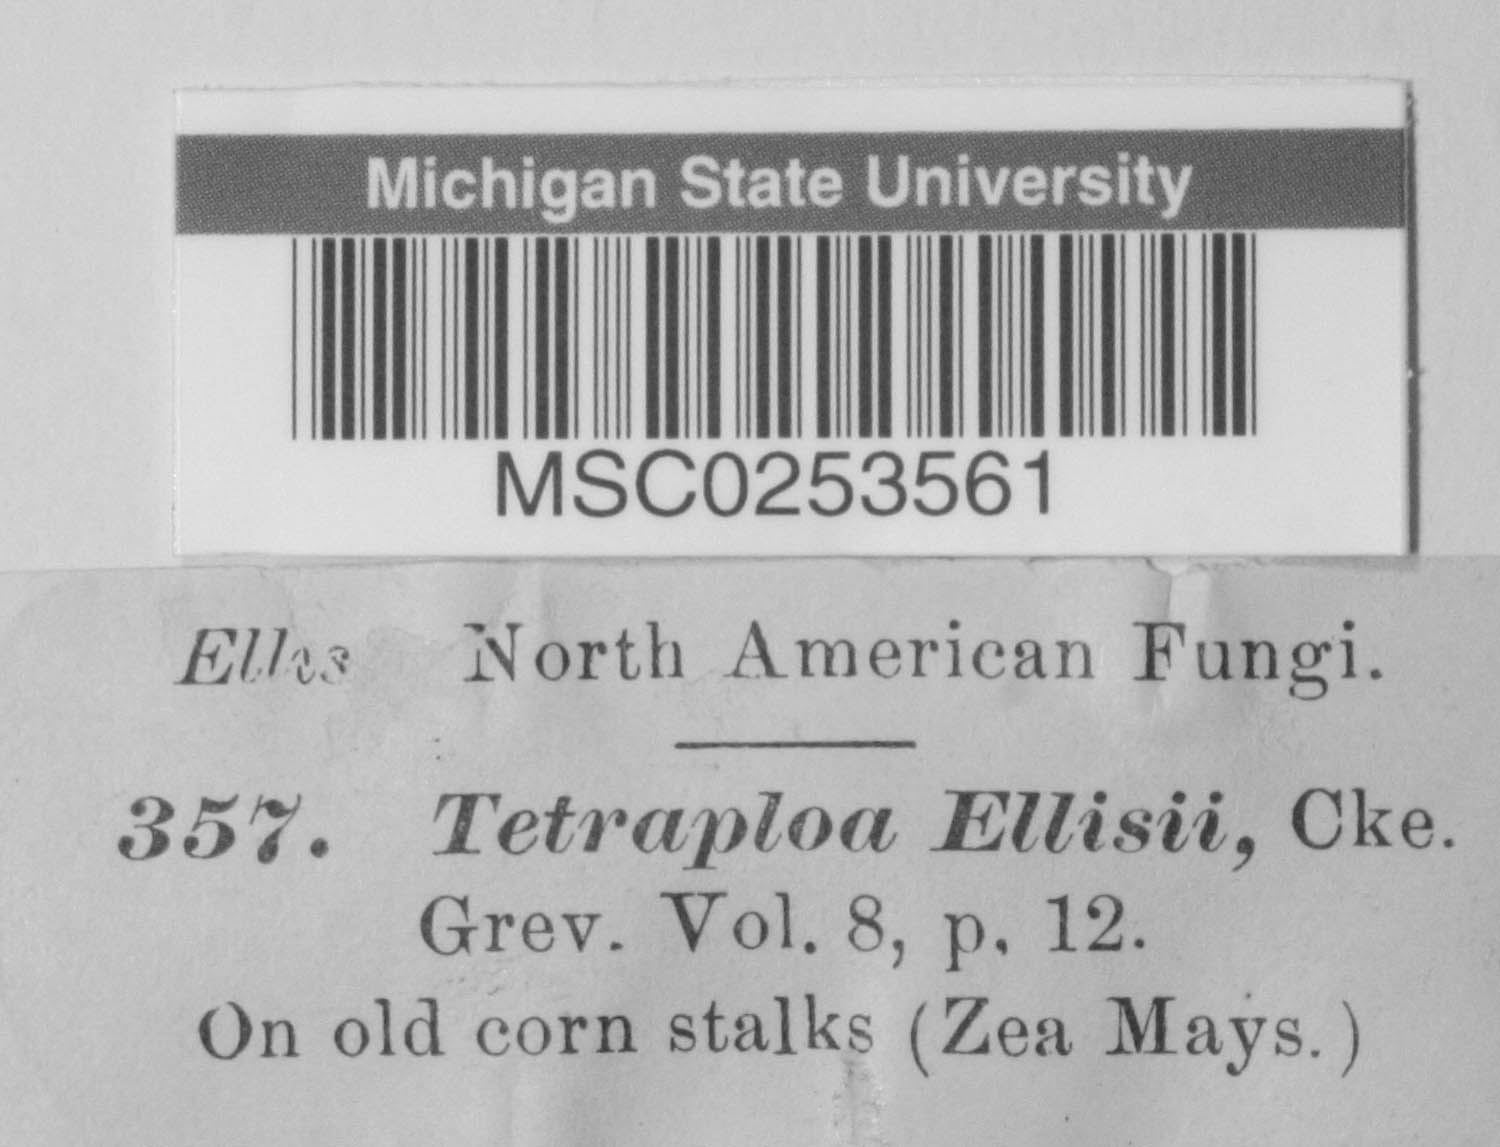 Michigan State University
MSC0253561
Ellis North American Fungi.
357. Tetraploa Ellisii, Cke.
Grev. Vol. 8, p. 12.
On old corn stalks (Zea Mays.)